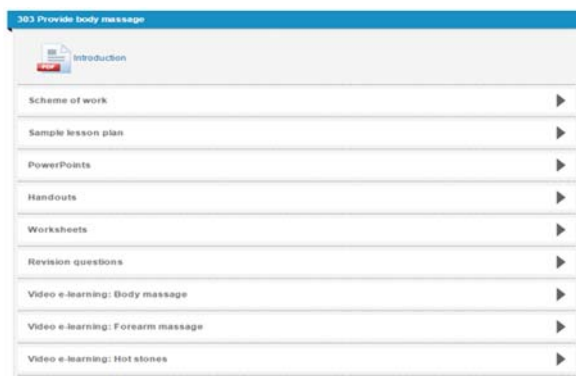 303 Provide body massage
PDF
Introduction
Scheme of work
Sample lesson plan
PowerPoints
Handouts
Worksheets
Revision questions
Video e-learning: Body massage
Video e-learning: Forearm massage
Video e-learning: Hot stones